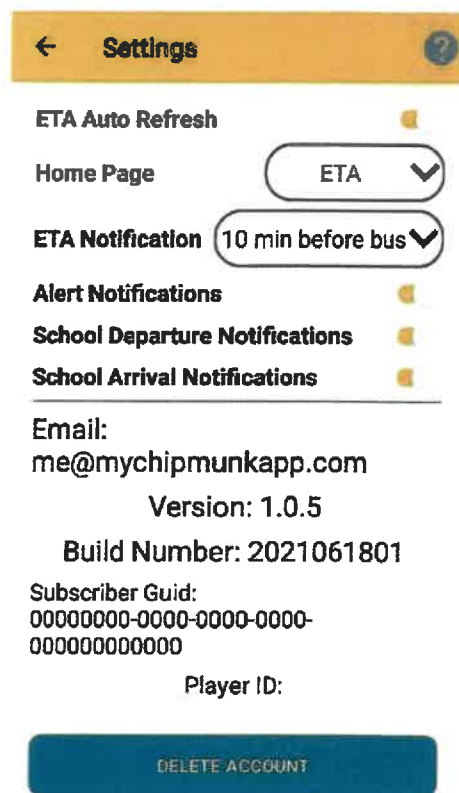 Settings
ETA Auto Refresh
Home Page ETA
ETA Notification 10 min before bus
Alert Notifications
School Departure Notifications
School Arrival Notifications
Email:
me@mychipmunkapp.com
Version: 1.0.5
Build Number: 2021061801
Subscriber Guid:
00000000-0000-0000-0000-
000000000000
Player ID:
DELETE ACCOUNT